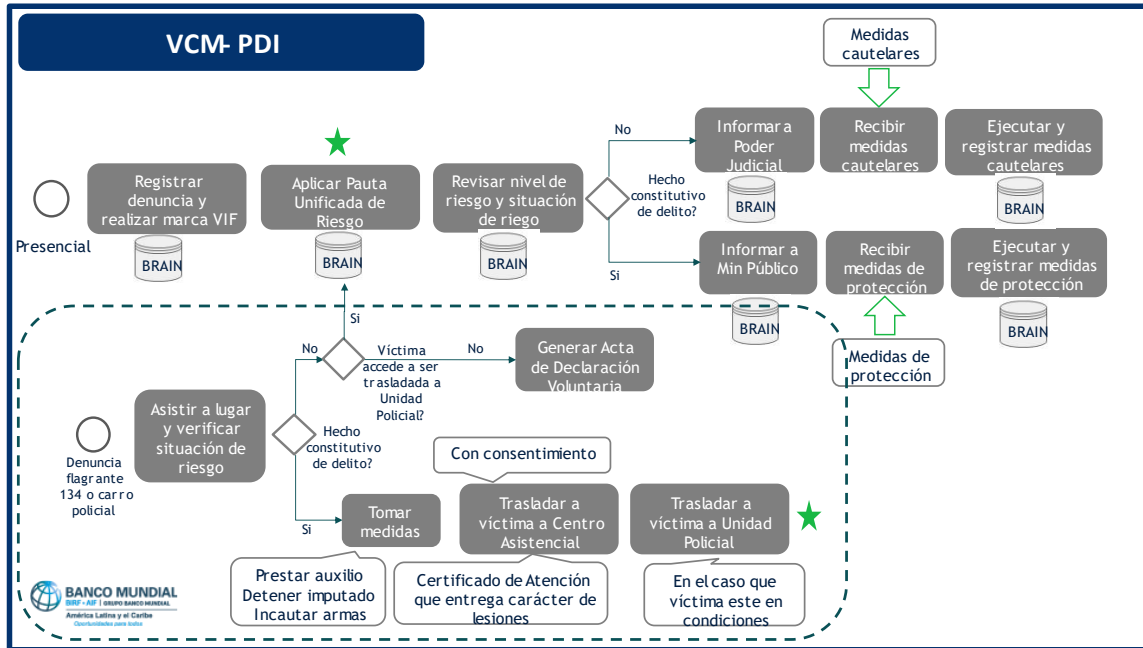 VCM- PDI
Medidas
cautelares
No
Informar a
Poder
Judicial
BRAIN
Recibir
medidas
cautelares
Ejecutar y
registrar medidas
cautelares
BRAIN
Presencial
Registrar
denuncia y
realizar marca VIF
BRAIN
Aplicar Pauta
Unificada de
Riesgo
BRAIN
Revisar nivel de
riesgo y situación
de riego
BRAIN
Hecho
constitutivo
de delito?
Si
Informar a
Min Público
BRAIN
Recibir
medidas de
protección
Ejecutar y
registrar medidas
de protección
BRAIN
Medidas de
protección
Si
No
Víctima
accede a ser
trasladada a
Unidad
Policial?
No
Generar Acta
de Declaración
Voluntaria
Denuncia
flagrante
134 o carro
policial
Asistir a lugar
y verificar
situación de
riesgo
Hecho
constitutivo
de delito?
Si
Tomar
medidas
Con consentimiento
Trasladar a
víctima a Centro
Asistencial
Trasladar a
víctima a Unidad
Policial
Prestar auxilio
Detener imputado
Incautar armas
Certificado de Atención
que entrega carácter de
lesiones
En el caso que
víctima este en
condiciones
BANCO MUNDIAL
BIRF • AIF | GRUPO BANCO MUNDIAL
América Latina y el Caribe
Oportunidades para todos